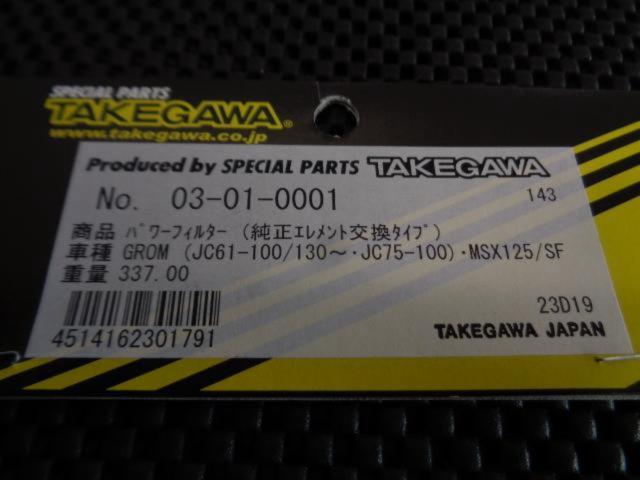 SPECIAL PARTS
TAKEGAWA®
www.takegawa.co.jp
Produced by SPECIAL PARTS TAKEGAWA
No. 03-01-0001 143
商品 ﾊﾟﾜｰﾌｨﾙﾀｰ (純正ｴﾚﾒﾝﾄ交換ﾀｲﾌﾟ)
車種 GROM (JC61-100/130～・JC75-100)・MSX125/SF
重量 337.00
23D19
4514162301791
TAKEGAWA JAPAN